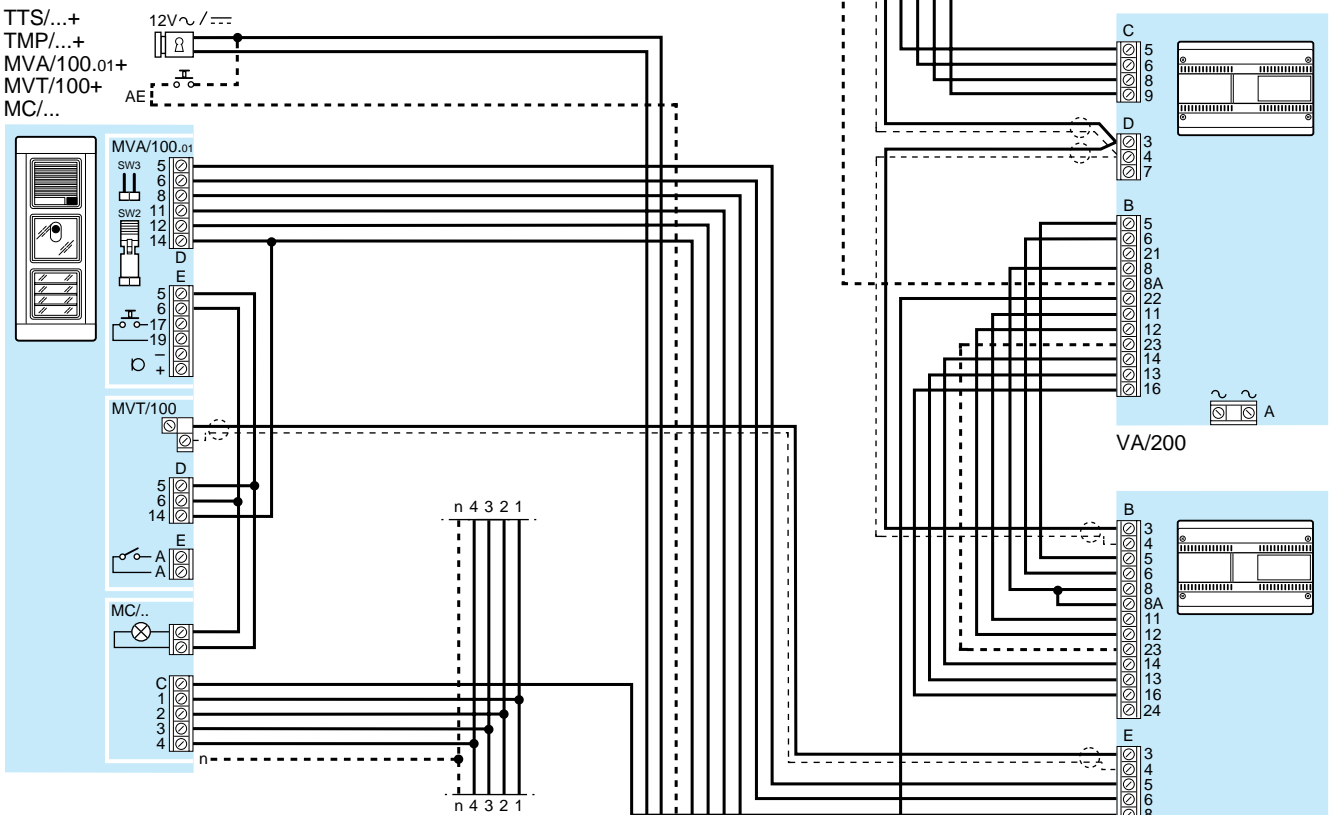 TTS/...+
TMP/...+
MVA/100.01+
MVT/100+
MC/...
12V~ /
AE
MVA/100.01
SW3
SW2
5
6
8
11
12
14
D
E
5
6
17
19
–
+
MVT/100
D
5
6
14
E
A
A
MC/..
C
1
2
3
4
n
n 4 3 2 1
n 4 3 2 1
C
5
6
8
9
D
3
4
7
B
5
6
21
8
8A
22
11
12
23
14
13
16
~ ~
A
VA/200
B
3
4
5
6
8
8A
11
12
23
14
13
16
24
E
3
4
5
6
8